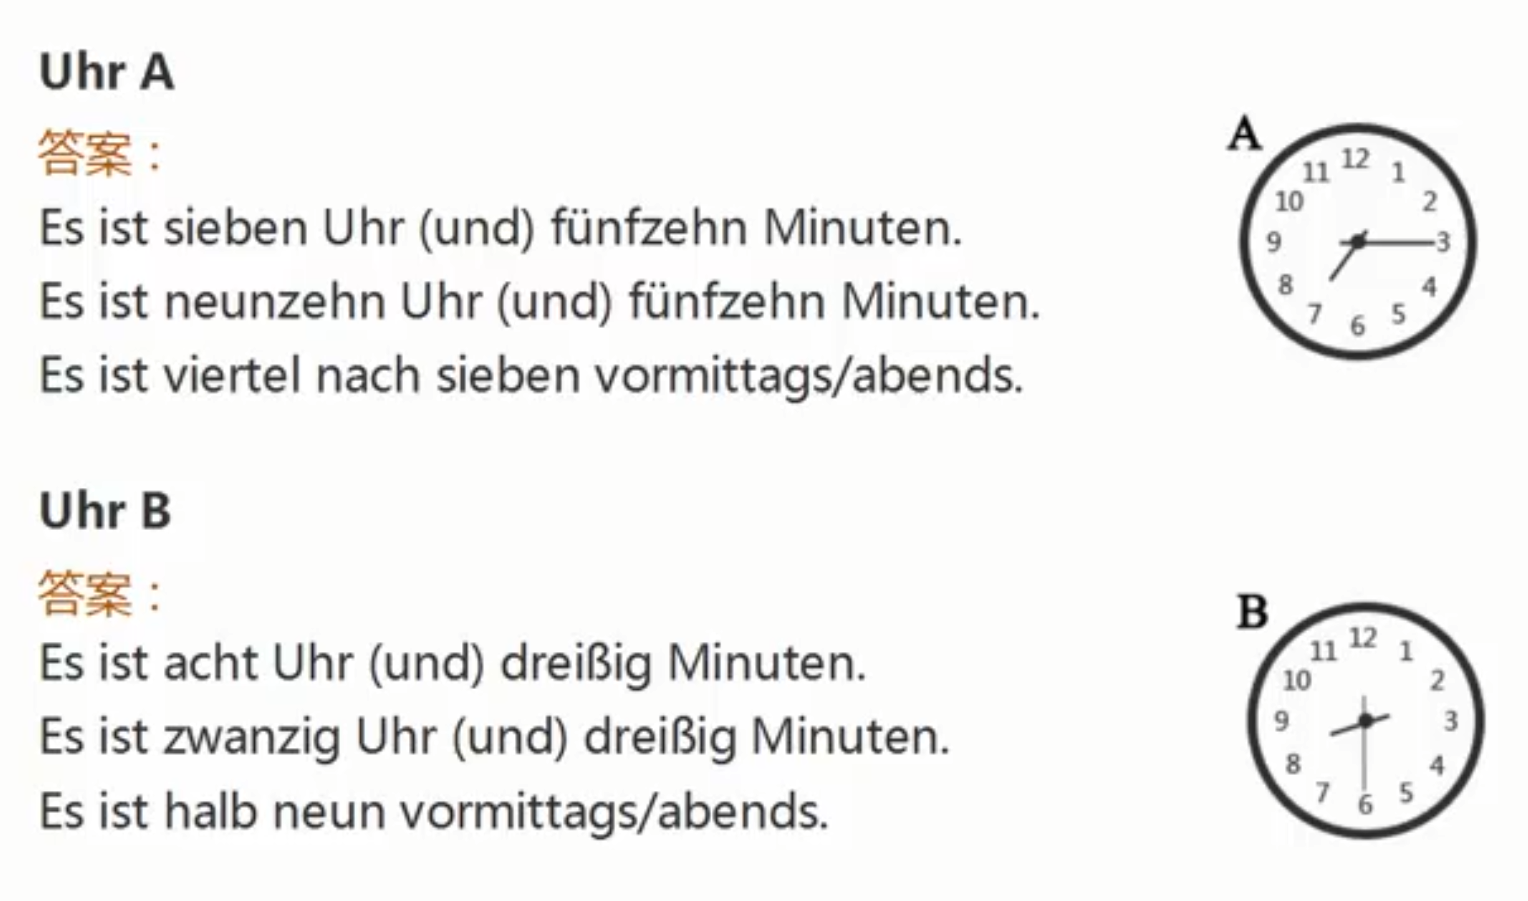 Uhr A
答案：
Es ist sieben Uhr (und) fünfzehn Minuten.
Es ist neunzehn Uhr (und) fünfzehn Minuten.
Es ist viertel nach sieben vormittags/abends.
A
12
11 1
10 2
9 3
8 4
7 5
6
Uhr B
答案：
Es ist acht Uhr (und) dreißig Minuten.
Es ist zwanzig Uhr (und) dreißig Minuten.
Es ist halb neun vormittags/abends.
B
12
11 1
10 2
9 3
8 4
7 5
6